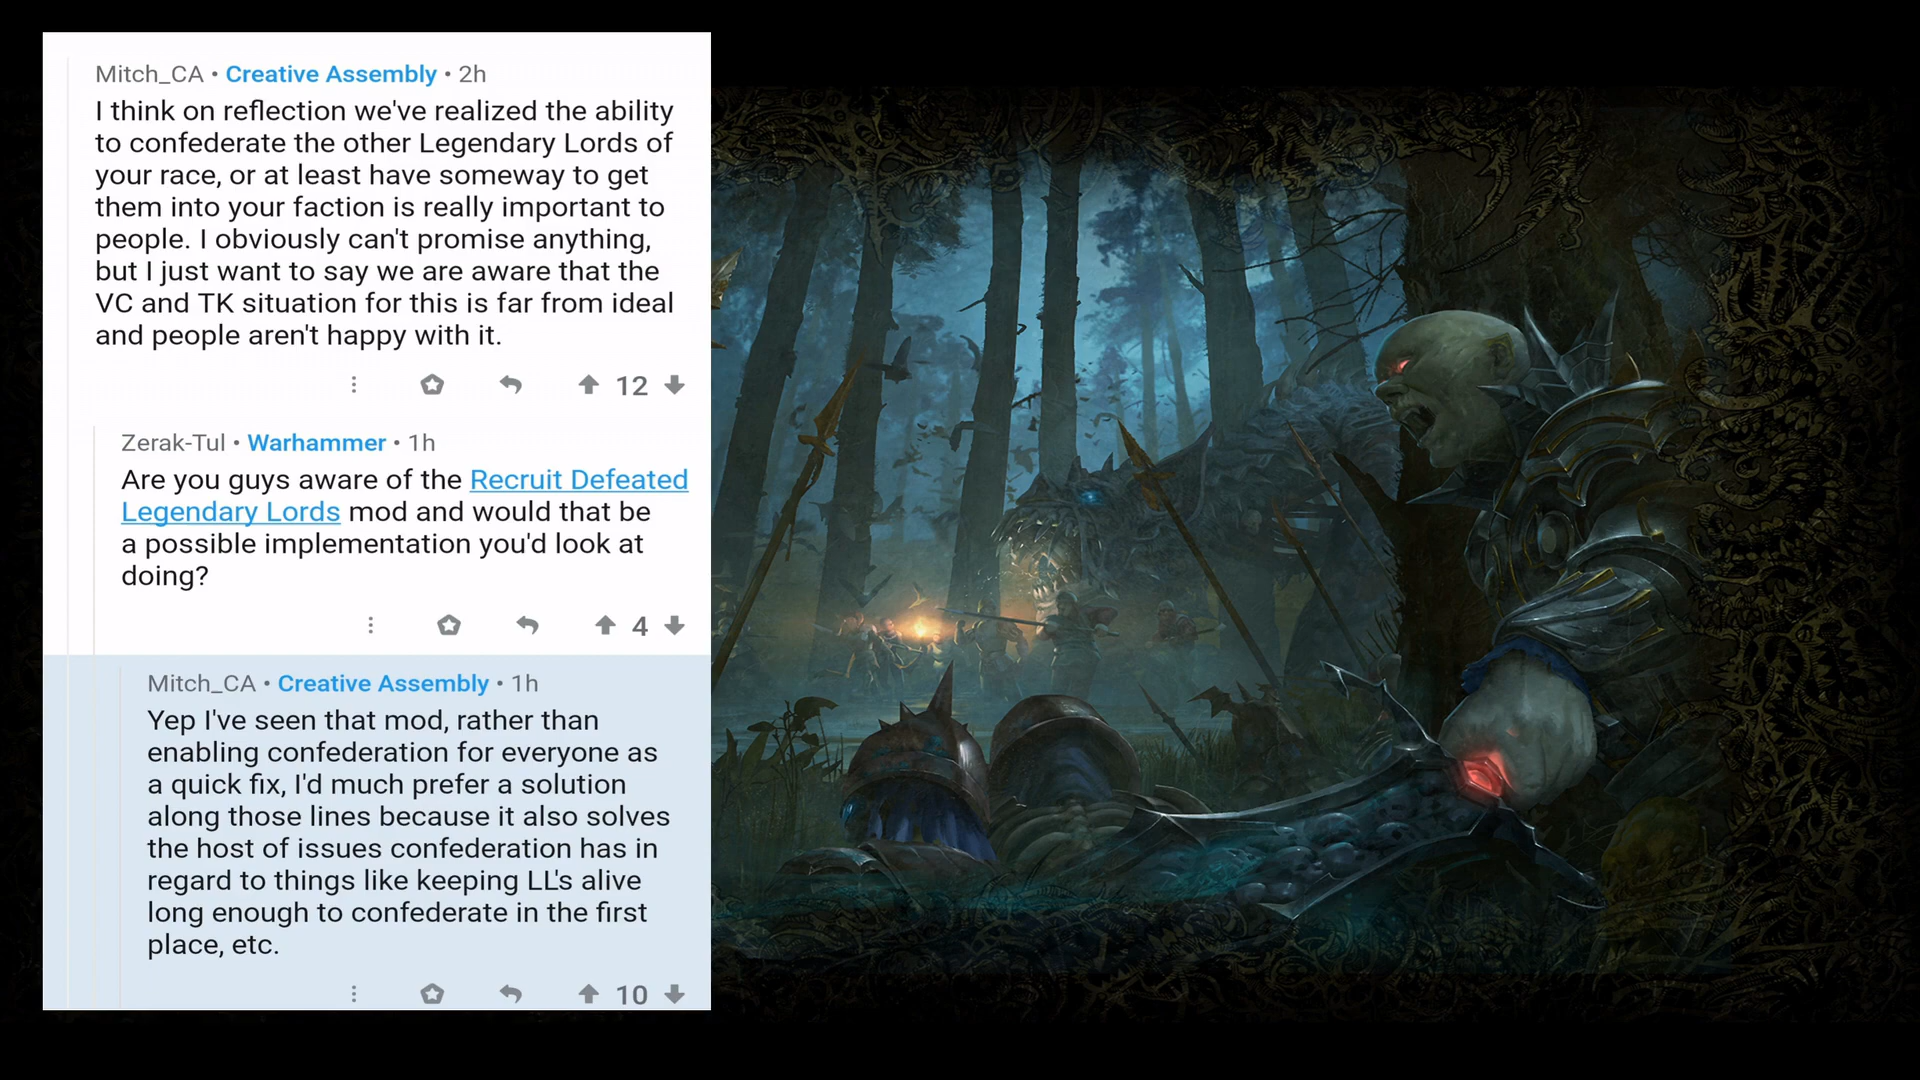 Mitch_CA • Creative Assembly • 2h
I think on reflection we've realized the ability
to confederate the other Legendary Lords of
your race, or at least have someway to get
them into your faction is really important to
people. I obviously can't promise anything,
but I just want to say we are aware that the
VC and TK situation for this is far from ideal
and people aren't happy with it.
12
Zerak-Tul • Warhammer • 1h
Are you guys aware of the Recruit Defeated
Legendary Lords mod and would that be
a possible implementation you'd look at
doing?
4
Mitch_CA • Creative Assembly • 1h
Yep I've seen that mod, rather than
enabling confederation for everyone as
a quick fix, I'd much prefer a solution
along those lines because it also solves
the host of issues confederation has in
regard to things like keeping LL's alive
long enough to confederate in the first
place, etc.
10